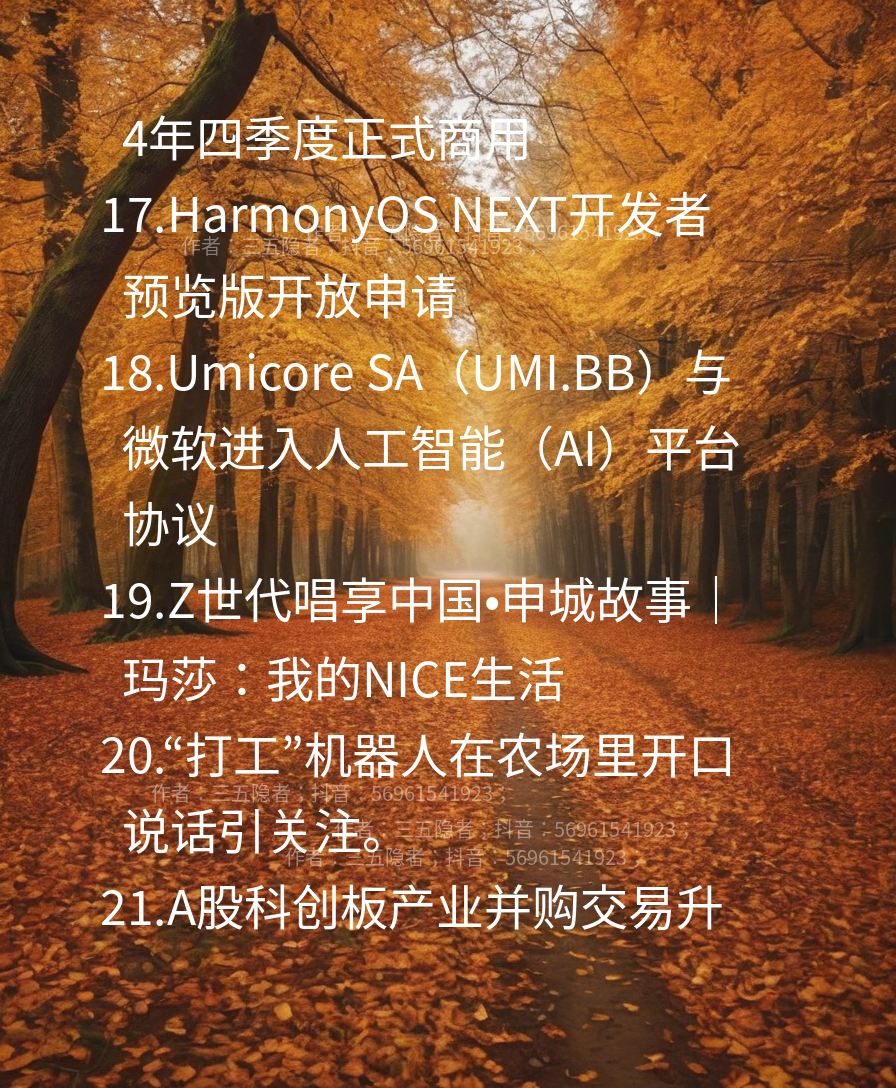 4年四季度正式商用
17.HarmonyOS NEXT开发者
作者：三五隐者；抖音：56961541923；
预览版开放申请
18.Umicore SA（UMI.BB）与
微软进入人工智能（AI）平台
协议
19.Z世代唱享中国•申城故事｜
玛莎：我的NICE生活
20.“打工”机器人在农场里开口
作者：三五隐者；抖音：56961541923；
说话引关注。
作者：三五隐者；抖音：56961541923；
作者：三五隐者；抖音：56961541923；
21.A股科创板产业并购交易升